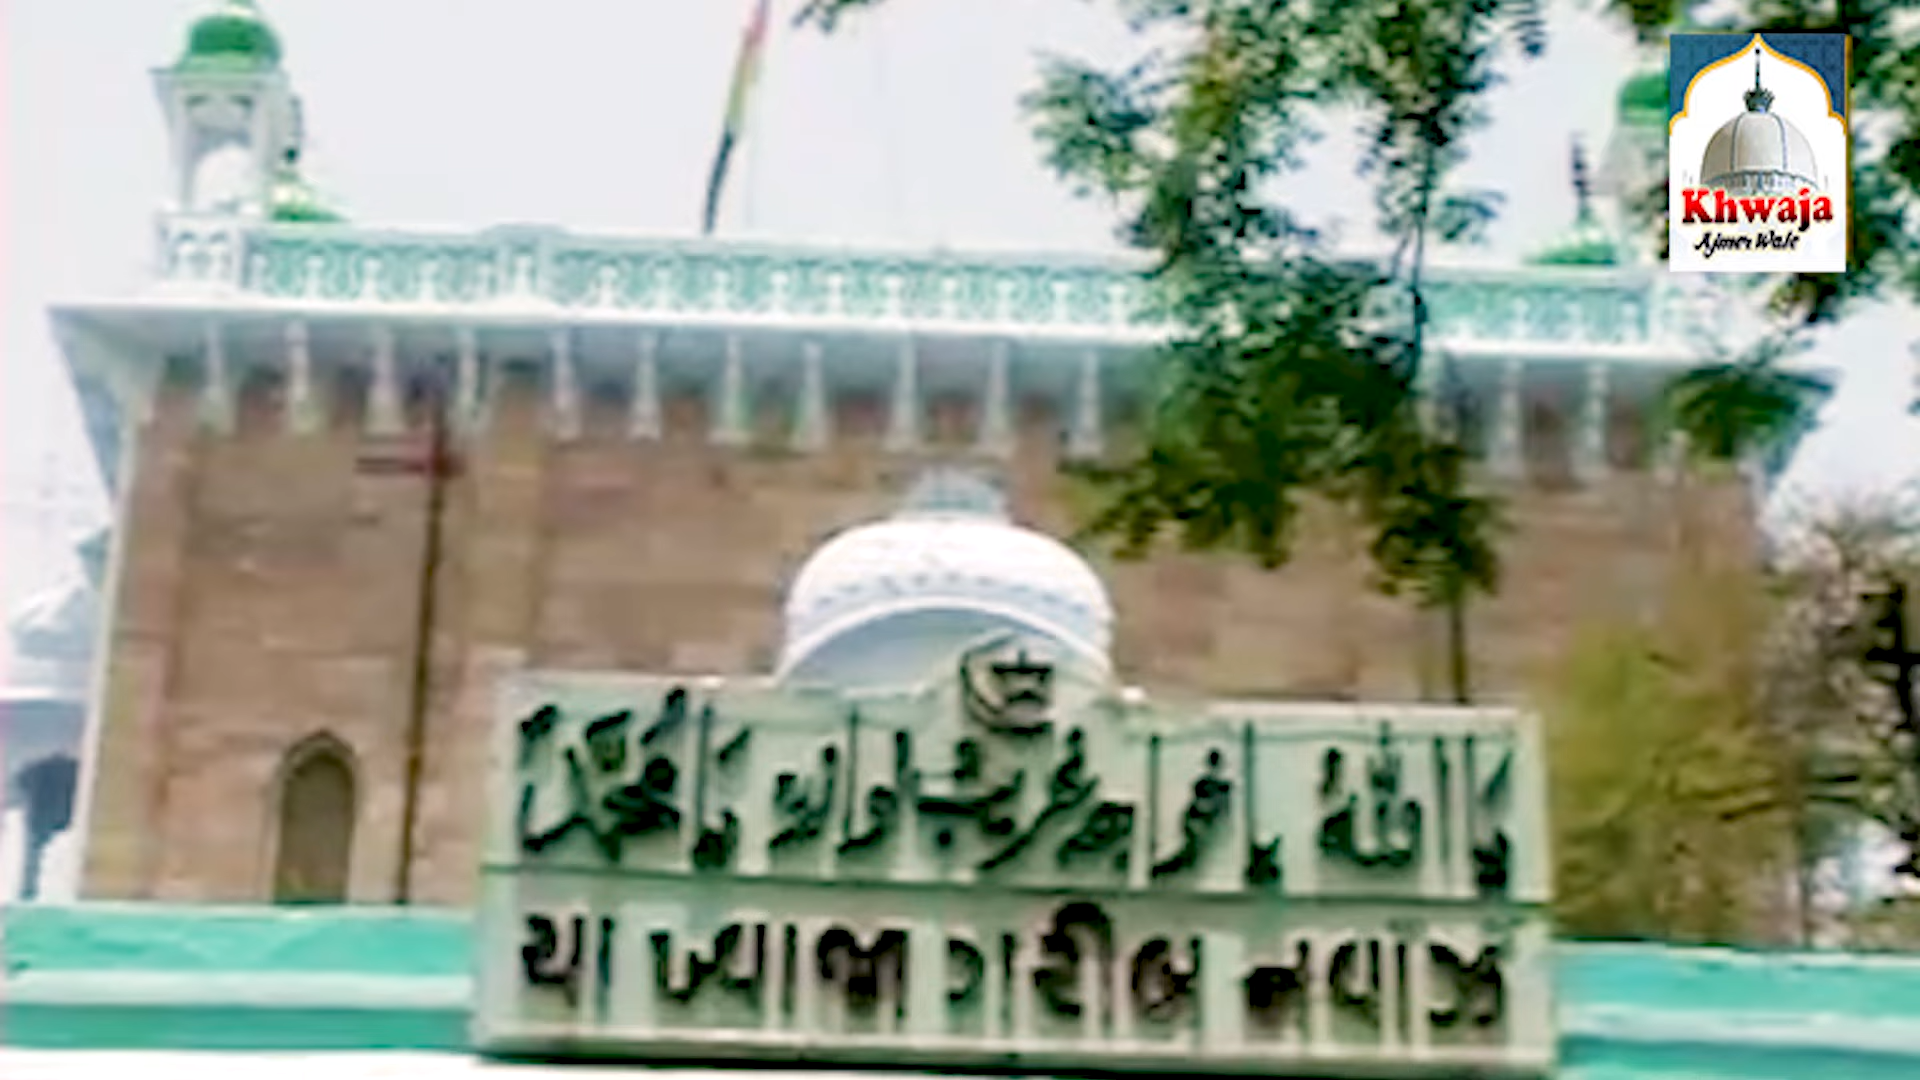 یا اللہ یا خواجہ غریب نواز یا محمد
યા ખ્વાજા ગરીબ નવાઝ
Khwaja
Ajmer Wale